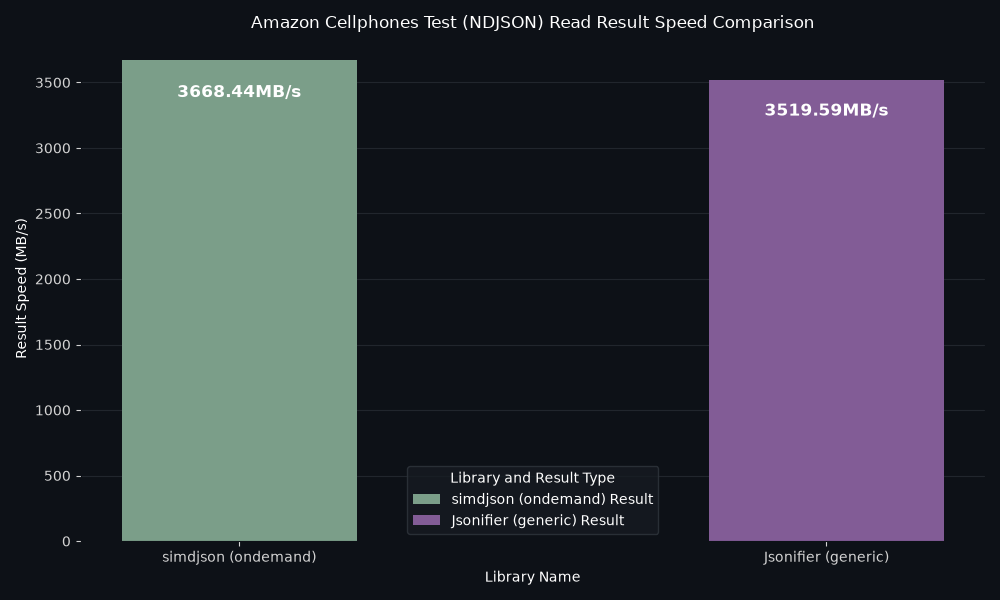 Amazon Cellphones Test (NDJSON) Read Result Speed Comparison
3668.44MB/s
3519.59MB/s
Result Speed (MB/s)
3500
3000
2500
2000
1500
1000
500
0
Library and Result Type
simdjson (ondemand) Result
Jsonifier (generic) Result
simdjson (ondemand)
Jsonifier (generic)
Library Name